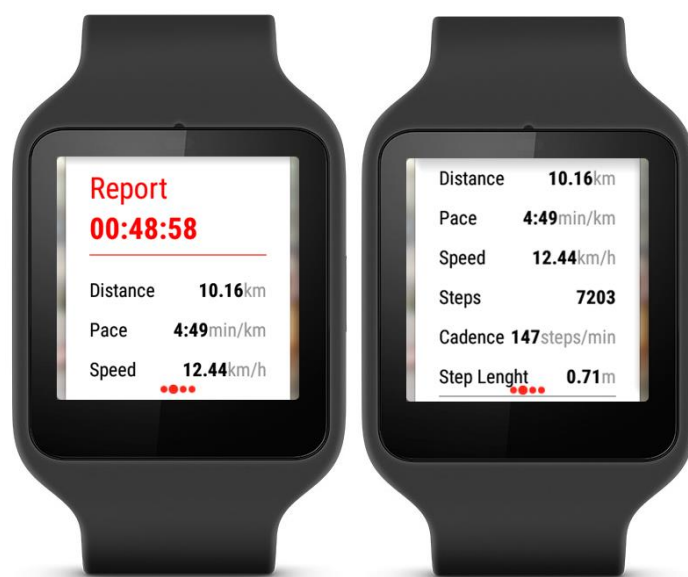 Report
00:48:58
Distance 10.16km
Pace 4:49min/km
Speed 12.44km/h
Distance 10.16km
Pace 4:49min/km
Speed 12.44km/h
Steps 7203
Cadence 147steps/min
Step Lenght 0.71m